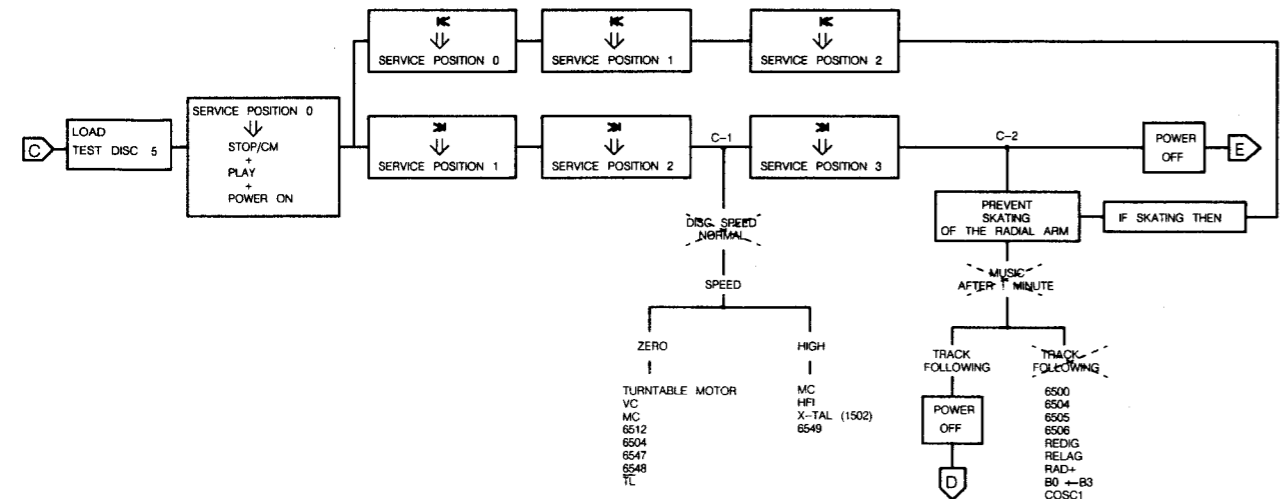 ⏮
⇓
SERVICE POSITION 0
⏮
⇓
SERVICE POSITION 1
⏮
⇓
SERVICE POSITION 2
C
LOAD
TEST DISC 5
SERVICE POSITION 0
⇓
STOP/CM
+
PLAY
+
POWER ON
⏭
⇓
SERVICE POSITION 1
⏭
⇓
SERVICE POSITION 2
C-1
⏭
⇓
SERVICE POSITION 3
C-2
POWER
OFF
E
PREVENT
SKATING
OF THE RADIAL ARM
IF SKATING THEN
DISC SPEED
NORMAL
SPEED
ZERO
TURNTABLE MOTOR
VC
MC
6512
6504
6547
6548
TL
HIGH
MC
HFI
X-TAL (1502)
6549
MUSIC
AFTER 1 MINUTE
TRACK
FOLLOWING
POWER
OFF
D
TRACK
FOLLOWING
6500
6504
6505
6506
REDIG
RELAG
RAD+
B0 ←B3
COSC1